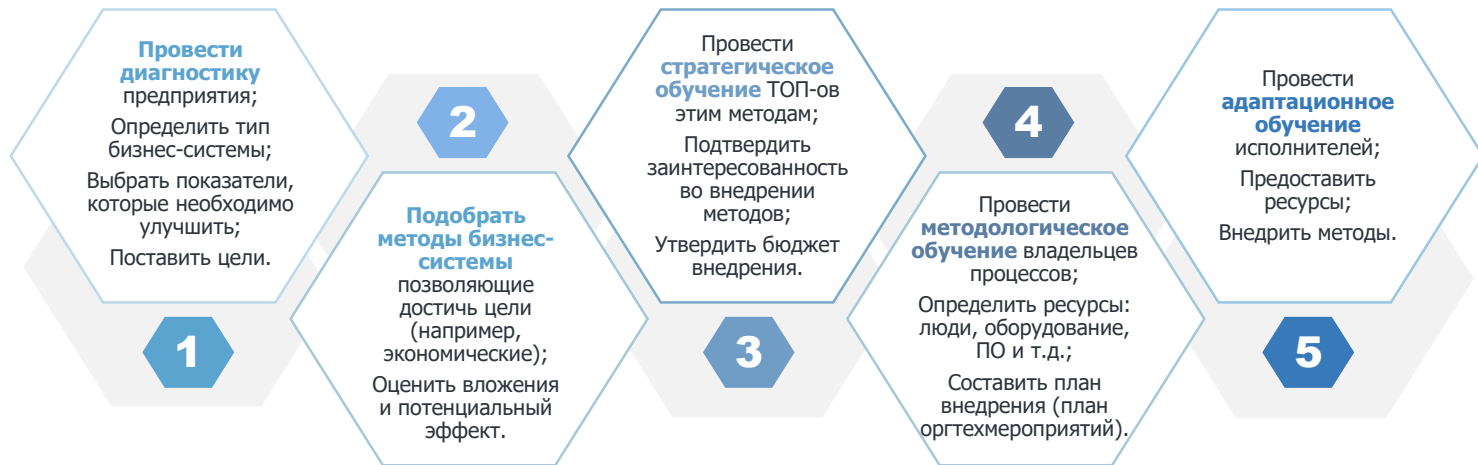 Провести
диагностику
предприятия;
Определить тип
бизнес-системы;
Выбрать показатели,
которые необходимо
улучшить;
Поставить цели.
1
2
Подобрать
методы бизнес-
системы
позволяющие
достичь цели
(например,
экономические);
Оценить вложения
и потенциальный
эффект.
Провести
стратегическое
обучение ТОП-ов
этим методам;
Подтвердить
заинтересованность
во внедрении
методов;
Утвердить бюджет
внедрения.
3
4
Провести
методологическое
обучение владельцев
процессов;
Определить ресурсы:
люди, оборудование,
ПО и т.д.;
Составить план
внедрения (план
оргтехмероприятий).
Провести
адаптационное
обучение
исполнителей;
Предоставить
ресурсы;
Внедрить методы.
5